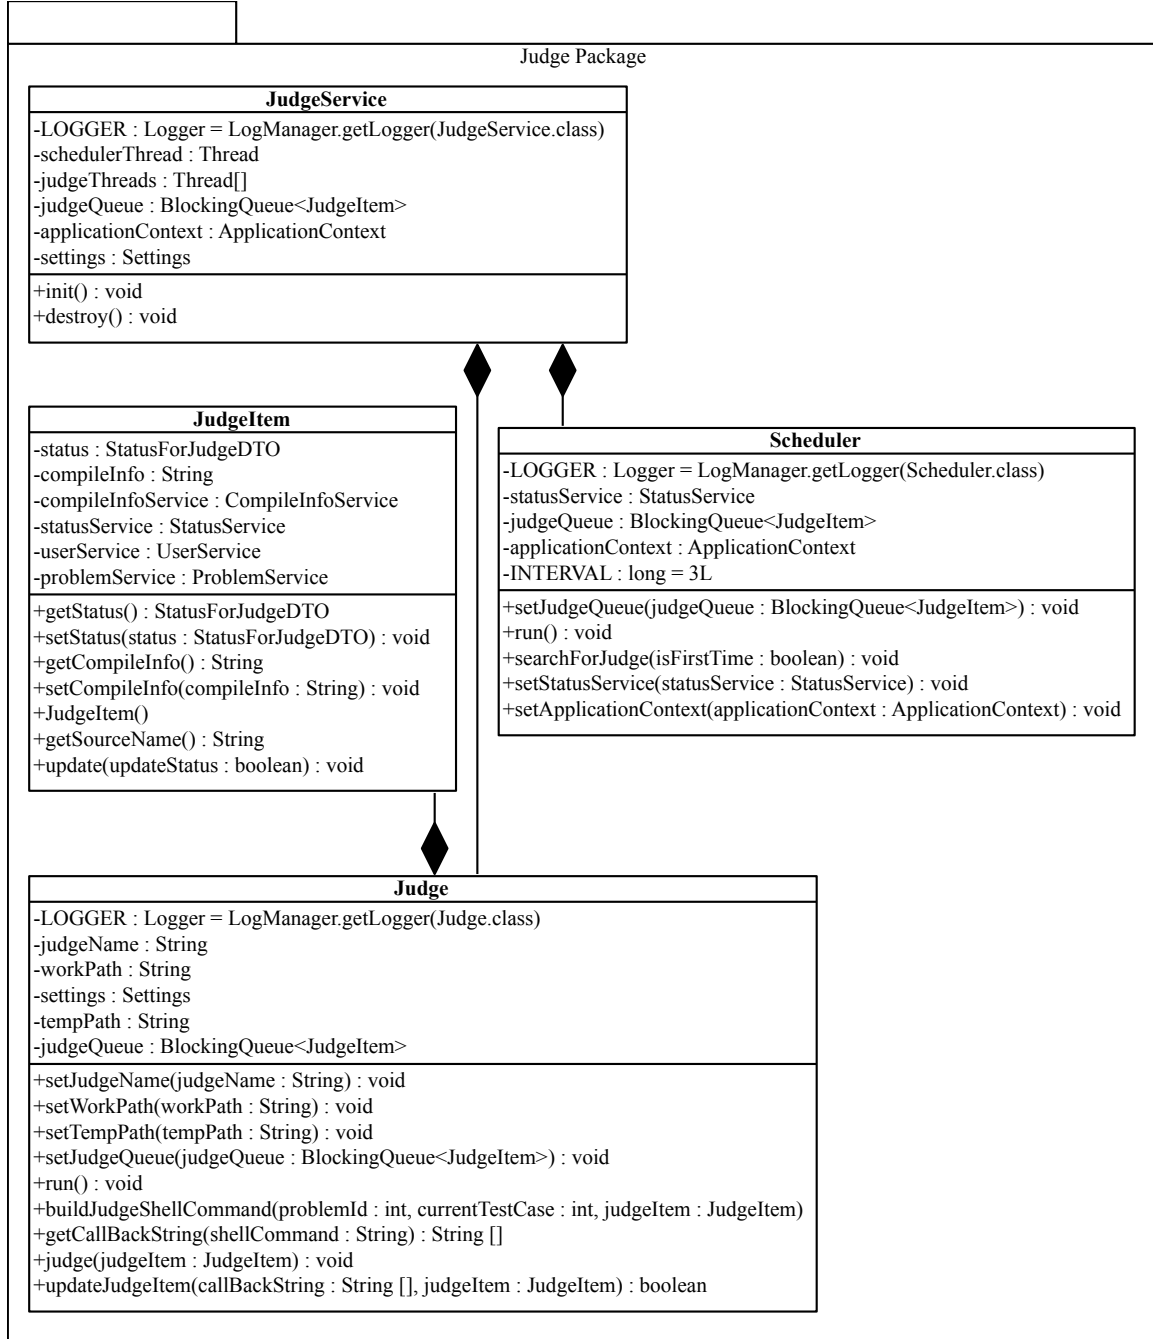 Judge Package
JudgeService
-LOGGER : Logger = LogManager.getLogger(JudgeService.class)
-schedulerThread : Thread
-judgeThreads : Thread[]
-judgeQueue : BlockingQueue<JudgeItem>
-applicationContext : ApplicationContext
-settings : Settings
+init() : void
+destroy() : void
JudgeItem
-status : StatusForJudgeDTO
-compileInfo : String
-compileInfoService : CompileInfoService
-statusService : StatusService
-userService : UserService
-problemService : ProblemService
+getStatus() : StatusForJudgeDTO
+setStatus(status : StatusForJudgeDTO) : void
+getCompileInfo() : String
+setCompileInfo(compileInfo : String) : void
+JudgeItem()
+getSourceName() : String
+update(updateStatus : boolean) : void
Scheduler
-LOGGER : Logger = LogManager.getLogger(Scheduler.class)
-statusService : StatusService
-judgeQueue : BlockingQueue<JudgeItem>
-applicationContext : ApplicationContext
-INTERVAL : long = 3L
+setJudgeQueue(judgeQueue : BlockingQueue<JudgeItem>) : void
+run() : void
+searchForJudge(isFirstTime : boolean) : void
+setStatusService(statusService : StatusService) : void
+setApplicationContext(applicationContext : ApplicationContext) : void
Judge
-LOGGER : Logger = LogManager.getLogger(Judge.class)
-judgeName : String
-workPath : String
-settings : Settings
-tempPath : String
-judgeQueue : BlockingQueue<JudgeItem>
+setJudgeName(judgeName : String) : void
+setWorkPath(workPath : String) : void
+setTempPath(tempPath : String) : void
+setJudgeQueue(judgeQueue : BlockingQueue<JudgeItem>) : void
+run() : void
+buildJudgeShellCommand(problemId : int, currentTestCase : int, judgeItem : JudgeItem)
+getCallBackString(shellCommand : String) : String []
+judge(judgeItem : JudgeItem) : void
+updateJudgeItem(callBackString : String [], judgeItem : JudgeItem) : boolean